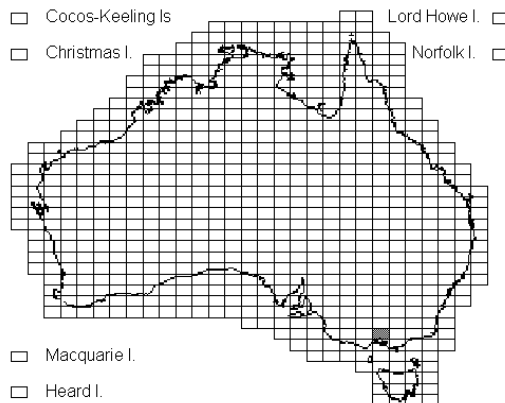 Cocos-Keeling Is
Lord Howe I.
Christmas I.
Norfolk I.
Macquarie I.
Heard I.